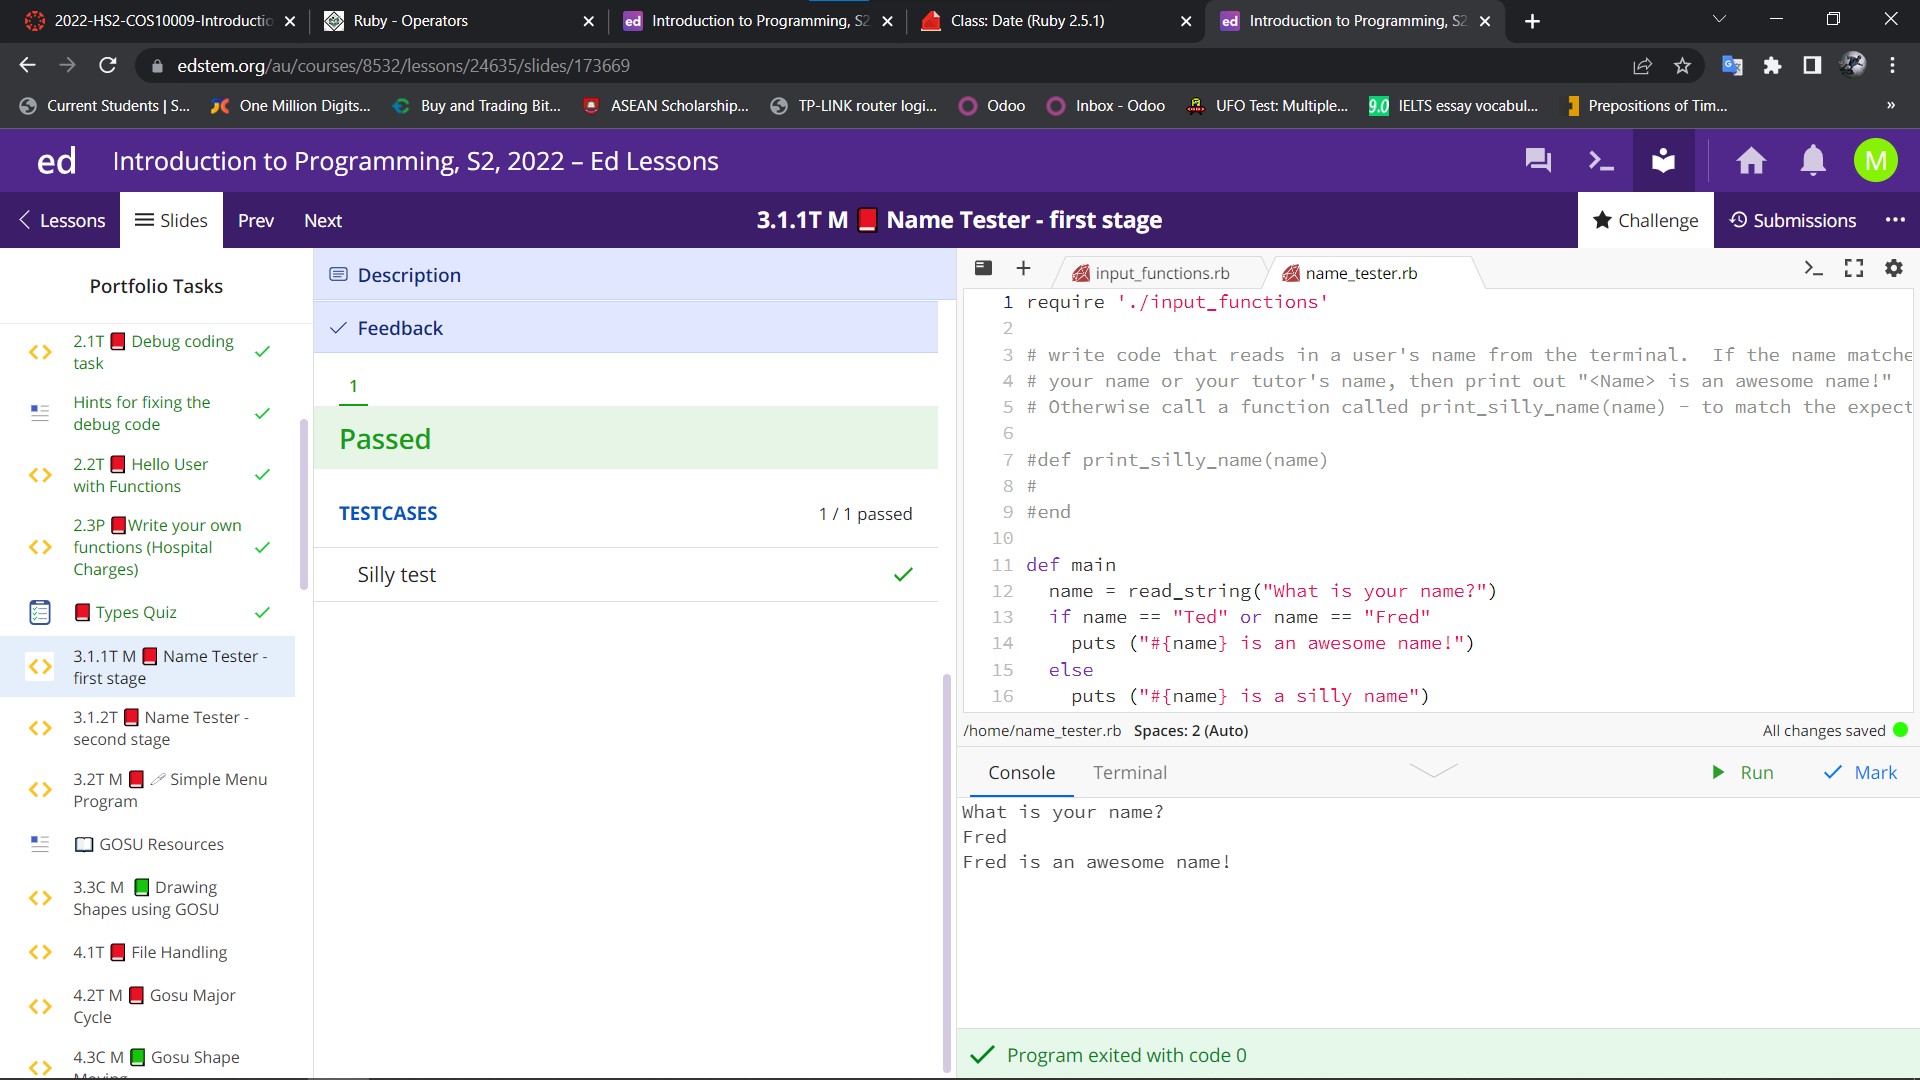 2022-HS2-COS10009-Introductic
Ruby - Operators
ed Introduction to Programming, S2
Class: Date (Ruby 2.5.1)
ed Introduction to Programming, S2
edstem.org/au/courses/8532/lessons/24635/slides/173669
Current Students | S...
One Million Digits...
Buy and Trading Bit...
ASEAN Scholarship...
TP-LINK router logi...
Odoo
Inbox - Odoo
UFO Test: Multiple...
9.0 IELTS essay vocabul...
Prepositions of Tim...
»
ed Introduction to Programming, S2, 2022 – Ed Lessons
M
Lessons
Slides
Prev
Next
3.1.1T M Name Tester - first stage
Challenge
Submissions
Portfolio Tasks
2.1T Debug coding
task
Hints for fixing the
debug code
2.2T Hello User
with Functions
2.3P Write your own
functions (Hospital
Charges)
Types Quiz
3.1.1T M Name Tester -
first stage
3.1.2T Name Tester -
second stage
3.2T M Simple Menu
Program
GOSU Resources
3.3C M Drawing
Shapes using GOSU
4.1T File Handling
4.2T M Gosu Major
Cycle
4.3C M Gosu Shape
Description
Feedback
1
Passed
TESTCASES 1 / 1 passed
Silly test
input_functions.rb
name_tester.rb
1 require './input_functions'
2
3 # write code that reads in a user's name from the terminal.  If the name matche
4 # your name or your tutor's name, then print out "<Name> is an awesome name!"
5 # Otherwise call a function called print_silly_name(name) - to match the expect
6
7 #def print_silly_name(name)
8 #
9 #end
10
11 def main
12   name = read_string("What is your name?")
13   if name == "Ted" or name == "Fred"
14     puts ("#{name} is an awesome name!")
15   else
16     puts ("#{name} is a silly name")
/home/name_tester.rb Spaces: 2 (Auto)
All changes saved
Console
Terminal
Run
Mark
What is your name?
Fred
Fred is an awesome name!
Program exited with code 0